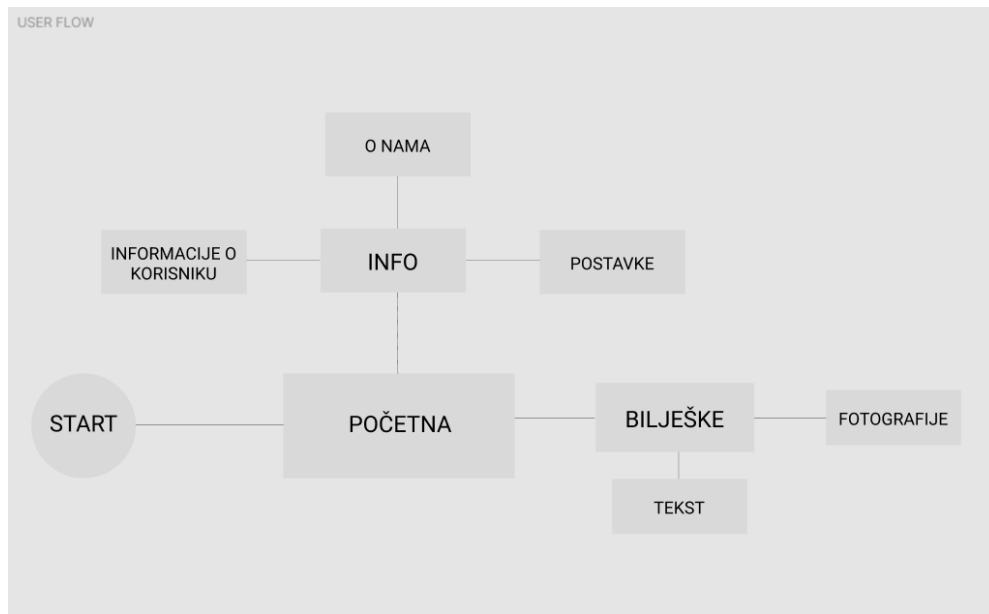 USER FLOW
O NAMA
INFORMACIJE O
KORISNIKU
INFO
POSTAVKE
START
POČETNA
BILJEŠKE
FOTOGRAFIJE
TEKST